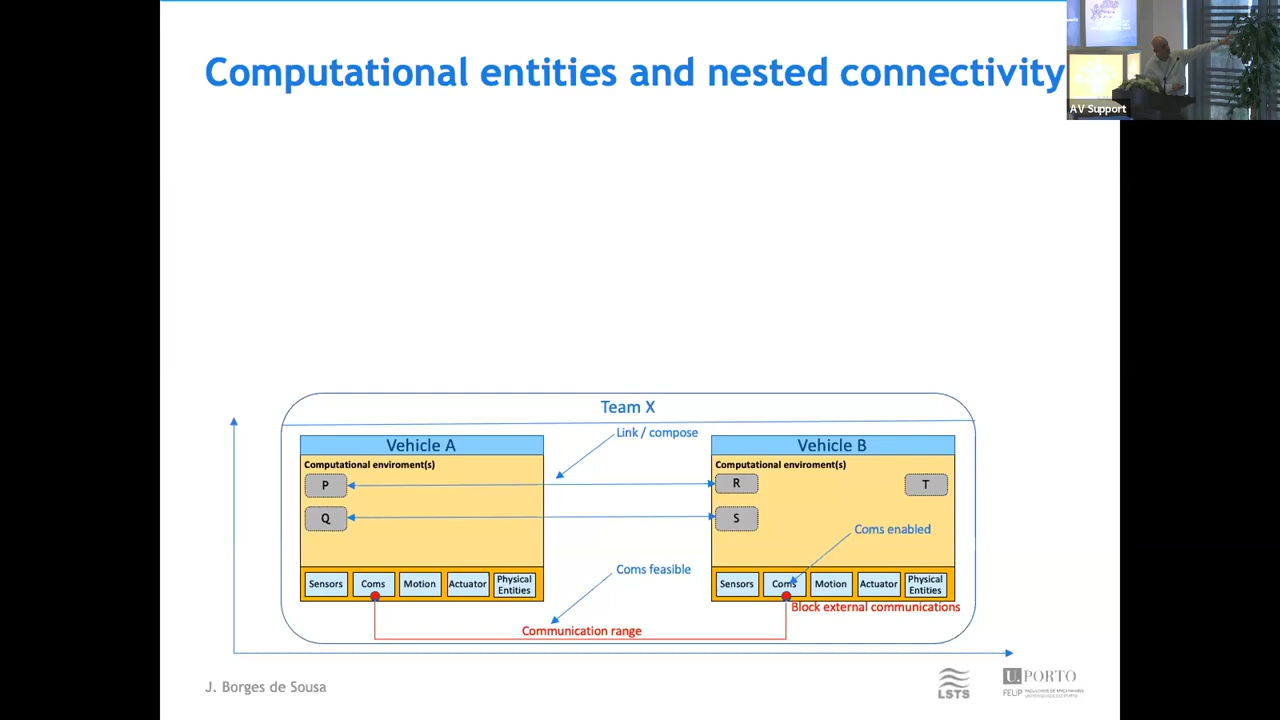 Computational entities and nested connectivity
AV Support
Team X
Link / compose
Vehicle A
Vehicle B
Computational enviroment(s)
Computational enviroment(s)
P
R
T
Q
S
Coms enabled
Coms feasible
Sensors
Coms
Motion
Actuator
Physical
Entities
Sensors
Coms
Motion
Actuator
Physical
Entities
Block external communications
Communication range
J. Borges de Sousa
LSTS
U.PORTO
FEUP